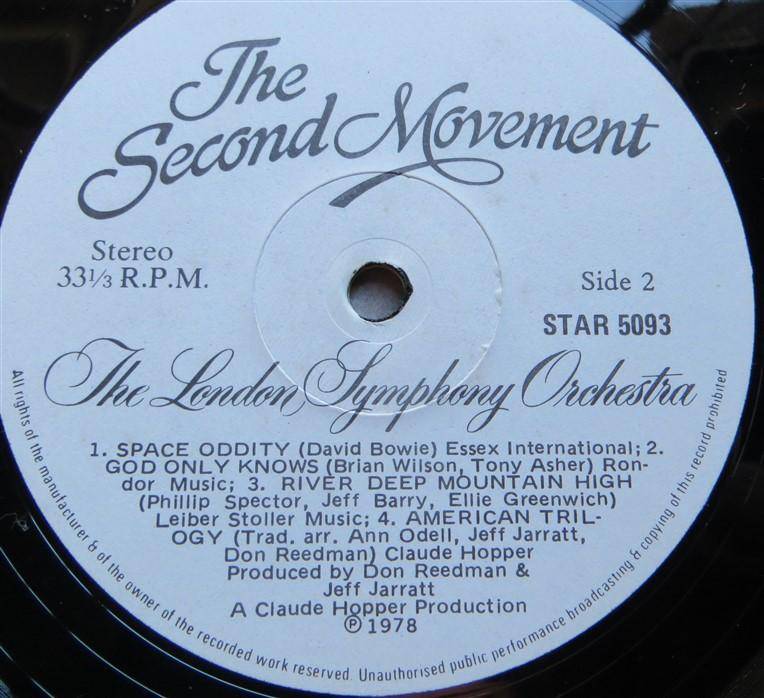 The
Second Movement
Stereo
33⅓ R.P.M.
Side 2
STAR 5093
The London Symphony Orchestra
1. SPACE ODDITY (David Bowie) Essex International; 2.
GOD ONLY KNOWS (Brian Wilson, Tony Asher) Ron-
dor Music; 3. RIVER DEEP MOUNTAIN HIGH
(Phillip Spector, Jeff Barry, Ellie Greenwich)
Leiber Stoller Music; 4. AMERICAN TRIL-
OGY (Trad. arr. Ann Odell, Jeff Jarratt,
Don Reedman) Claude Hopper
Produced by Don Reedman &
Jeff Jarratt
A Claude Hopper Production
℗ 1978
All rights of the manufacturer & of the owner of the recorded work reserved. Unauthorised public performance broadcasting & copying of this record prohibited